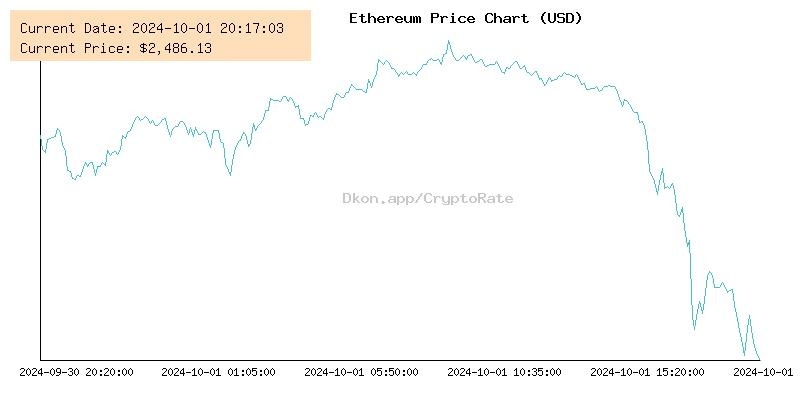 Ethereum Price Chart (USD)
Current Date: 2024-10-01 20:17:03
Current Price: $2,486.13
Dkon.app/CryptoRate
2024-09-30 20:20:00 2024-10-01 01:05:00 2024-10-01 05:50:00 2024-10-01 10:35:00 2024-10-01 15:20:00 2024-10-01